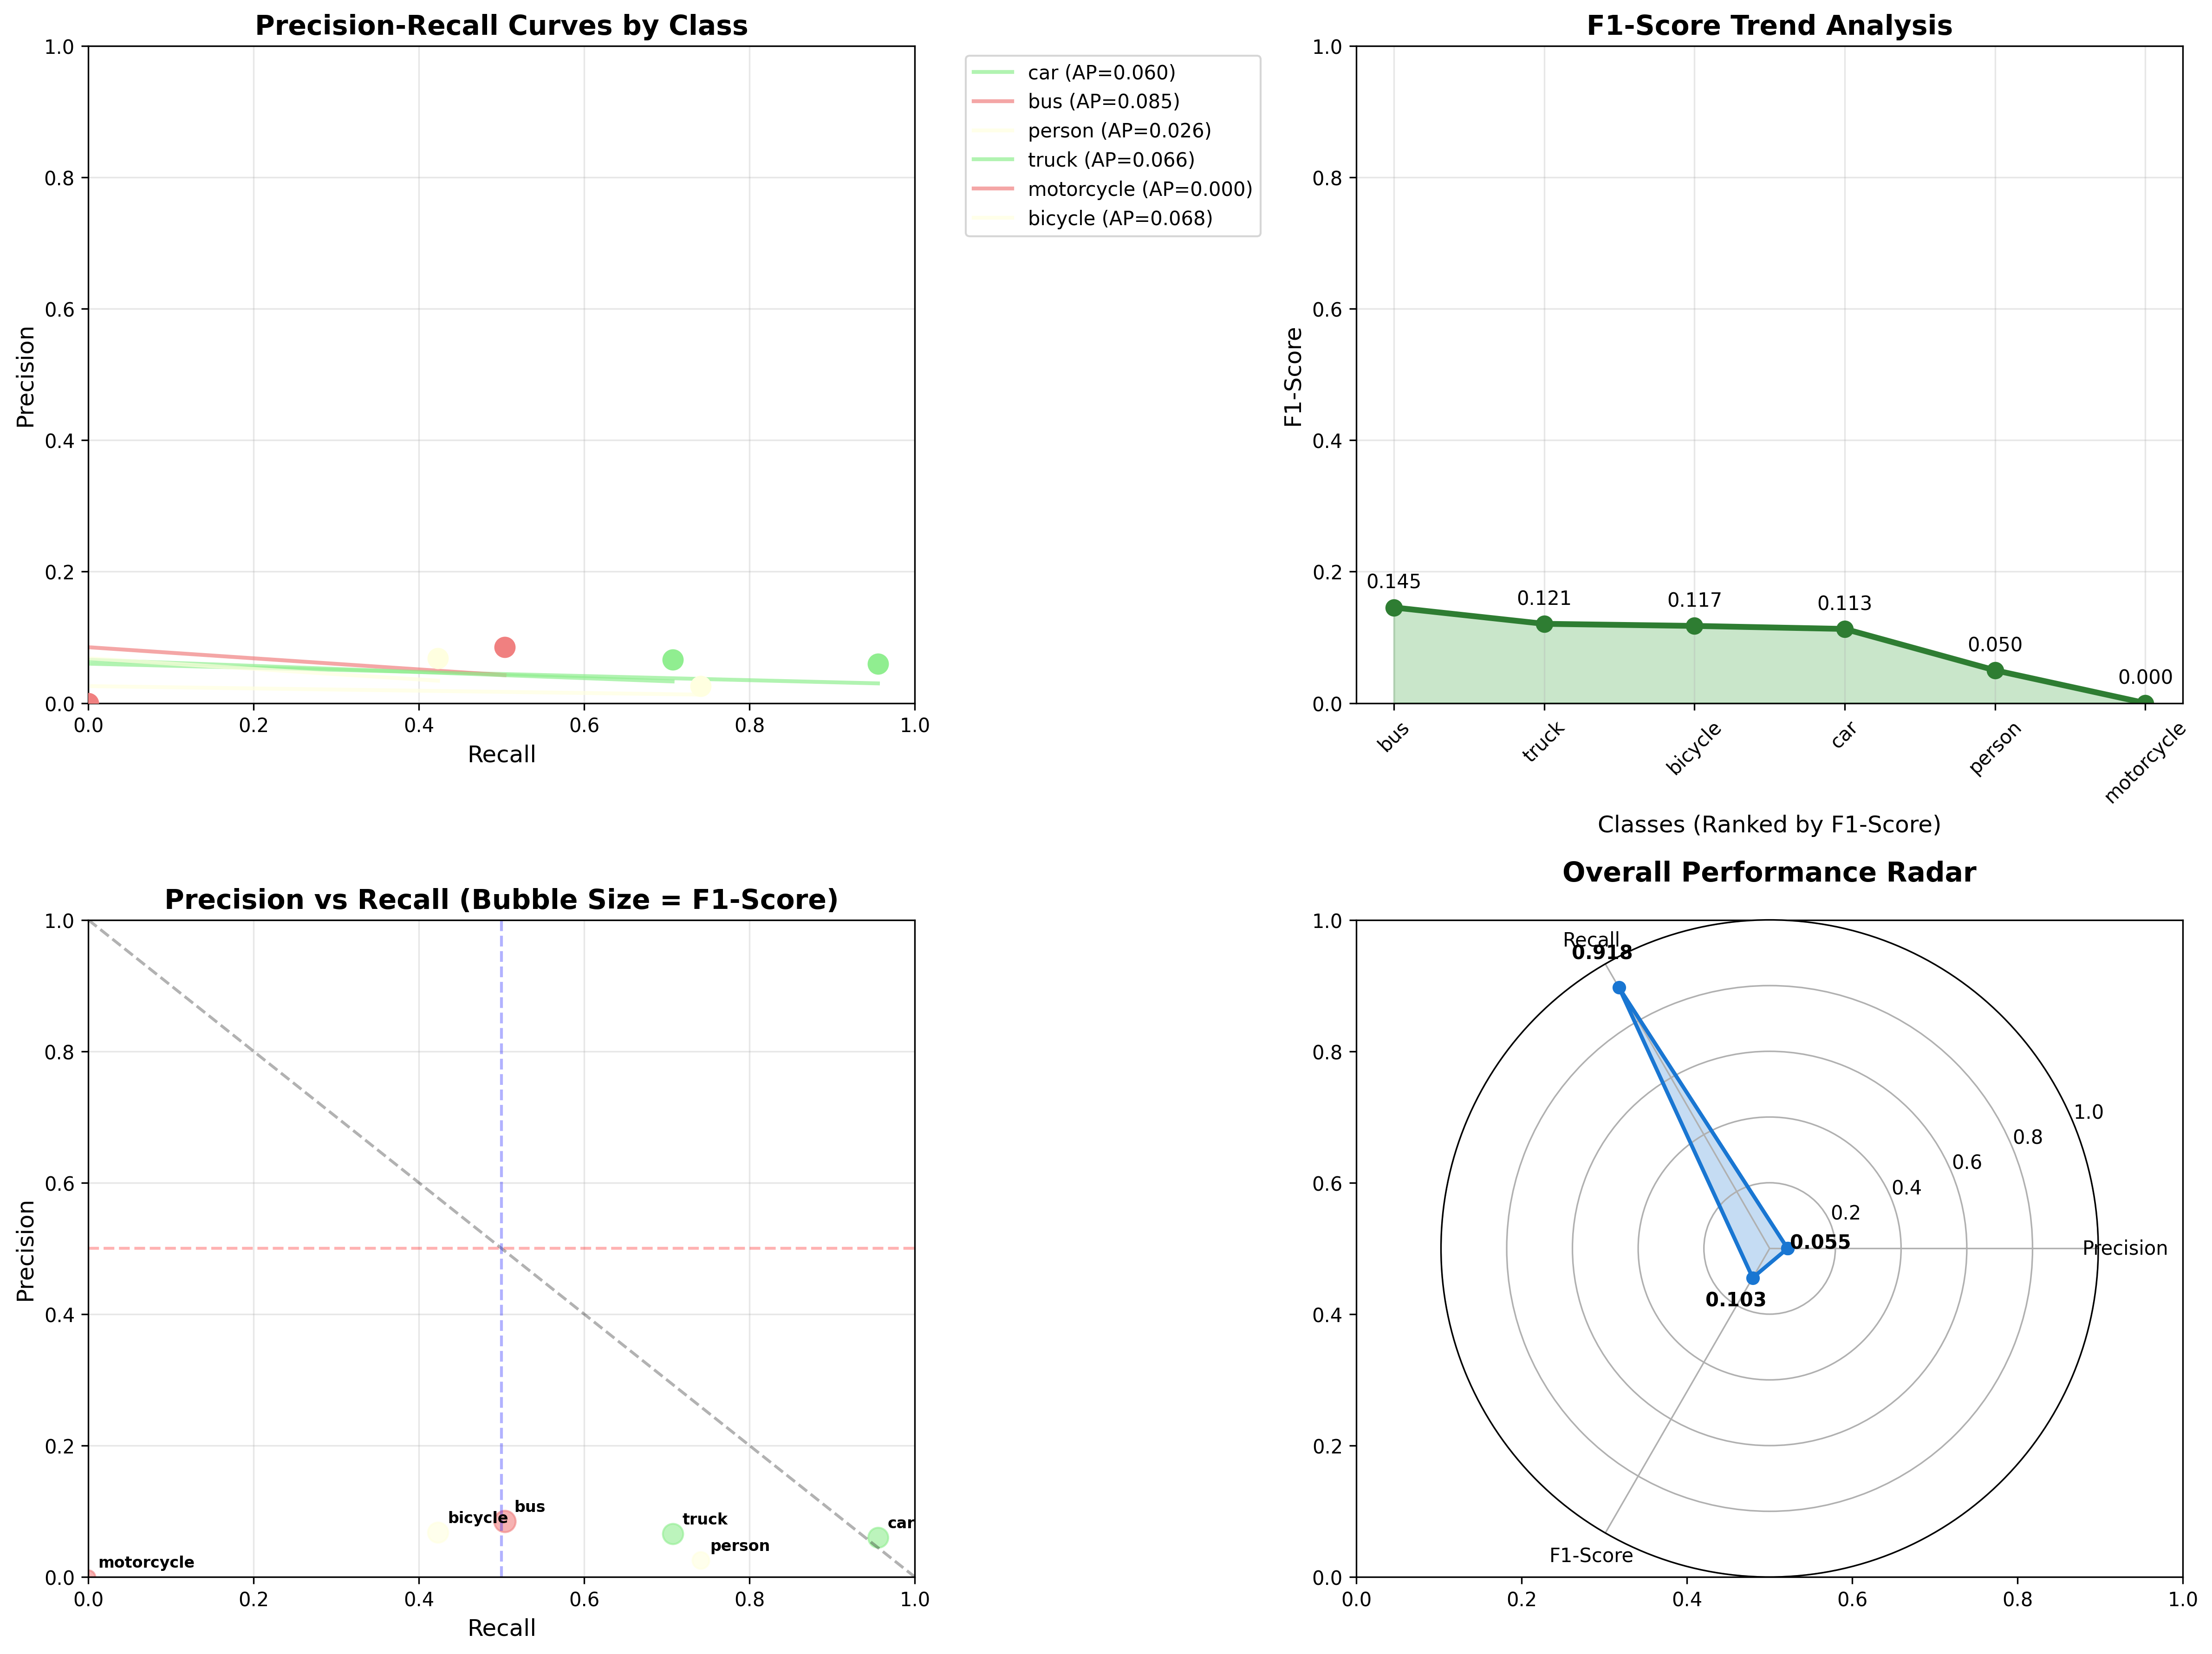 Precision-Recall Curves by Class
1.0
0.8
0.6
0.4
0.2
0.0
Precision
0.0 0.2 0.4 0.6 0.8 1.0
Recall
car (AP=0.060)
bus (AP=0.085)
person (AP=0.026)
truck (AP=0.066)
motorcycle (AP=0.000)
bicycle (AP=0.068)
F1-Score Trend Analysis
1.0
0.8
0.6
0.4
0.2
0.0
F1-Score
0.145
0.121
0.117
0.113
0.050
0.000
bus
truck
bicycle
car
person
motorcycle
Classes (Ranked by F1-Score)
Precision vs Recall (Bubble Size = F1-Score)
1.0
0.8
0.6
0.4
0.2
0.0
Precision
motorcycle
bicycle
bus
truck
person
car
0.0 0.2 0.4 0.6 0.8 1.0
Recall
Overall Performance Radar
1.0
0.8
0.6
0.4
0.2
0.0
Recall
0.918
1.0
0.8
0.6
0.4
0.2
0.055
Precision
0.103
F1-Score
0.0 0.2 0.4 0.6 0.8 1.0